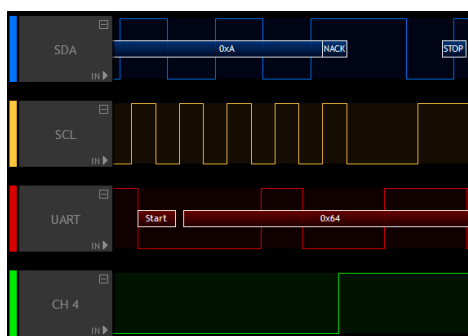 SDA
0xA NACK STOP
IN
SCL
IN
UART
Start 0x64
IN
CH 4
IN